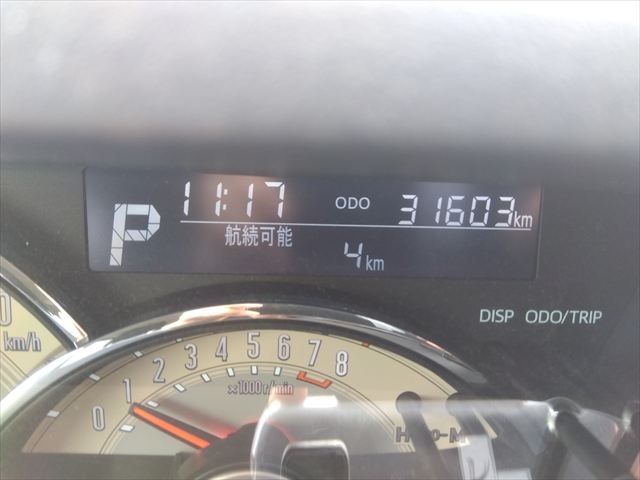 P 11:17 ODO 31603km
航続可能 4km
DISP ODO/TRIP
0 km/h
0 1 2 3 4 5 6 7 8
×1000r/min